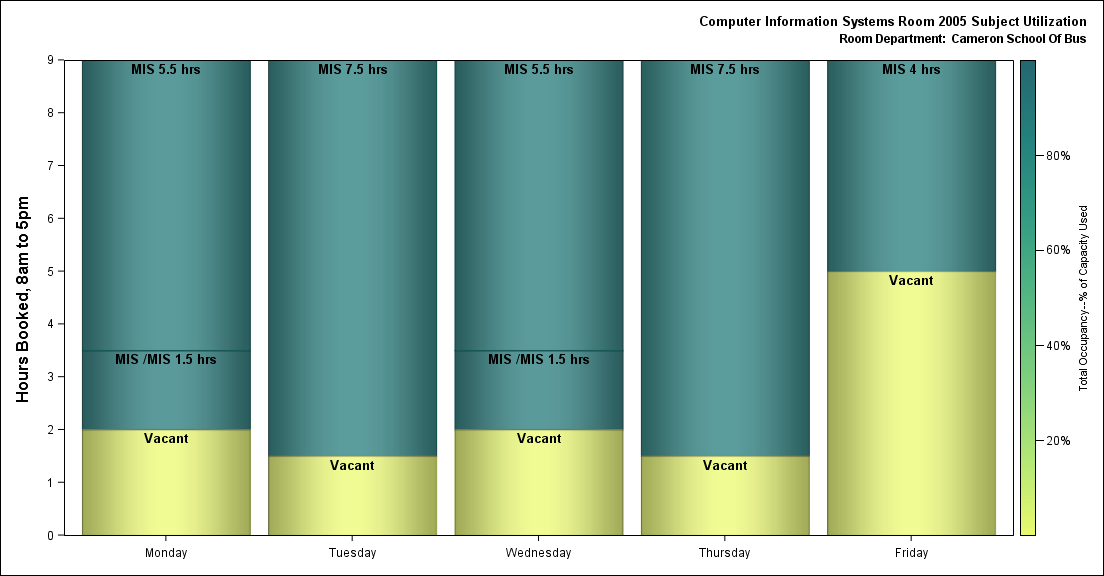 Computer Information Systems Room 2005 Subject Utilization
Room Department: Cameron School Of Bus
Hours Booked, 8am to 5pm
9
8
7
6
5
4
3
2
1
0
MIS 5.5 hrs
MIS /MIS 1.5 hrs
Vacant
MIS 7.5 hrs
Vacant
MIS 5.5 hrs
MIS /MIS 1.5 hrs
Vacant
MIS 7.5 hrs
Vacant
MIS 4 hrs
Vacant
Monday
Tuesday
Wednesday
Thursday
Friday
80%
60%
40%
20%
Total Occupancy--% of Capacity Used